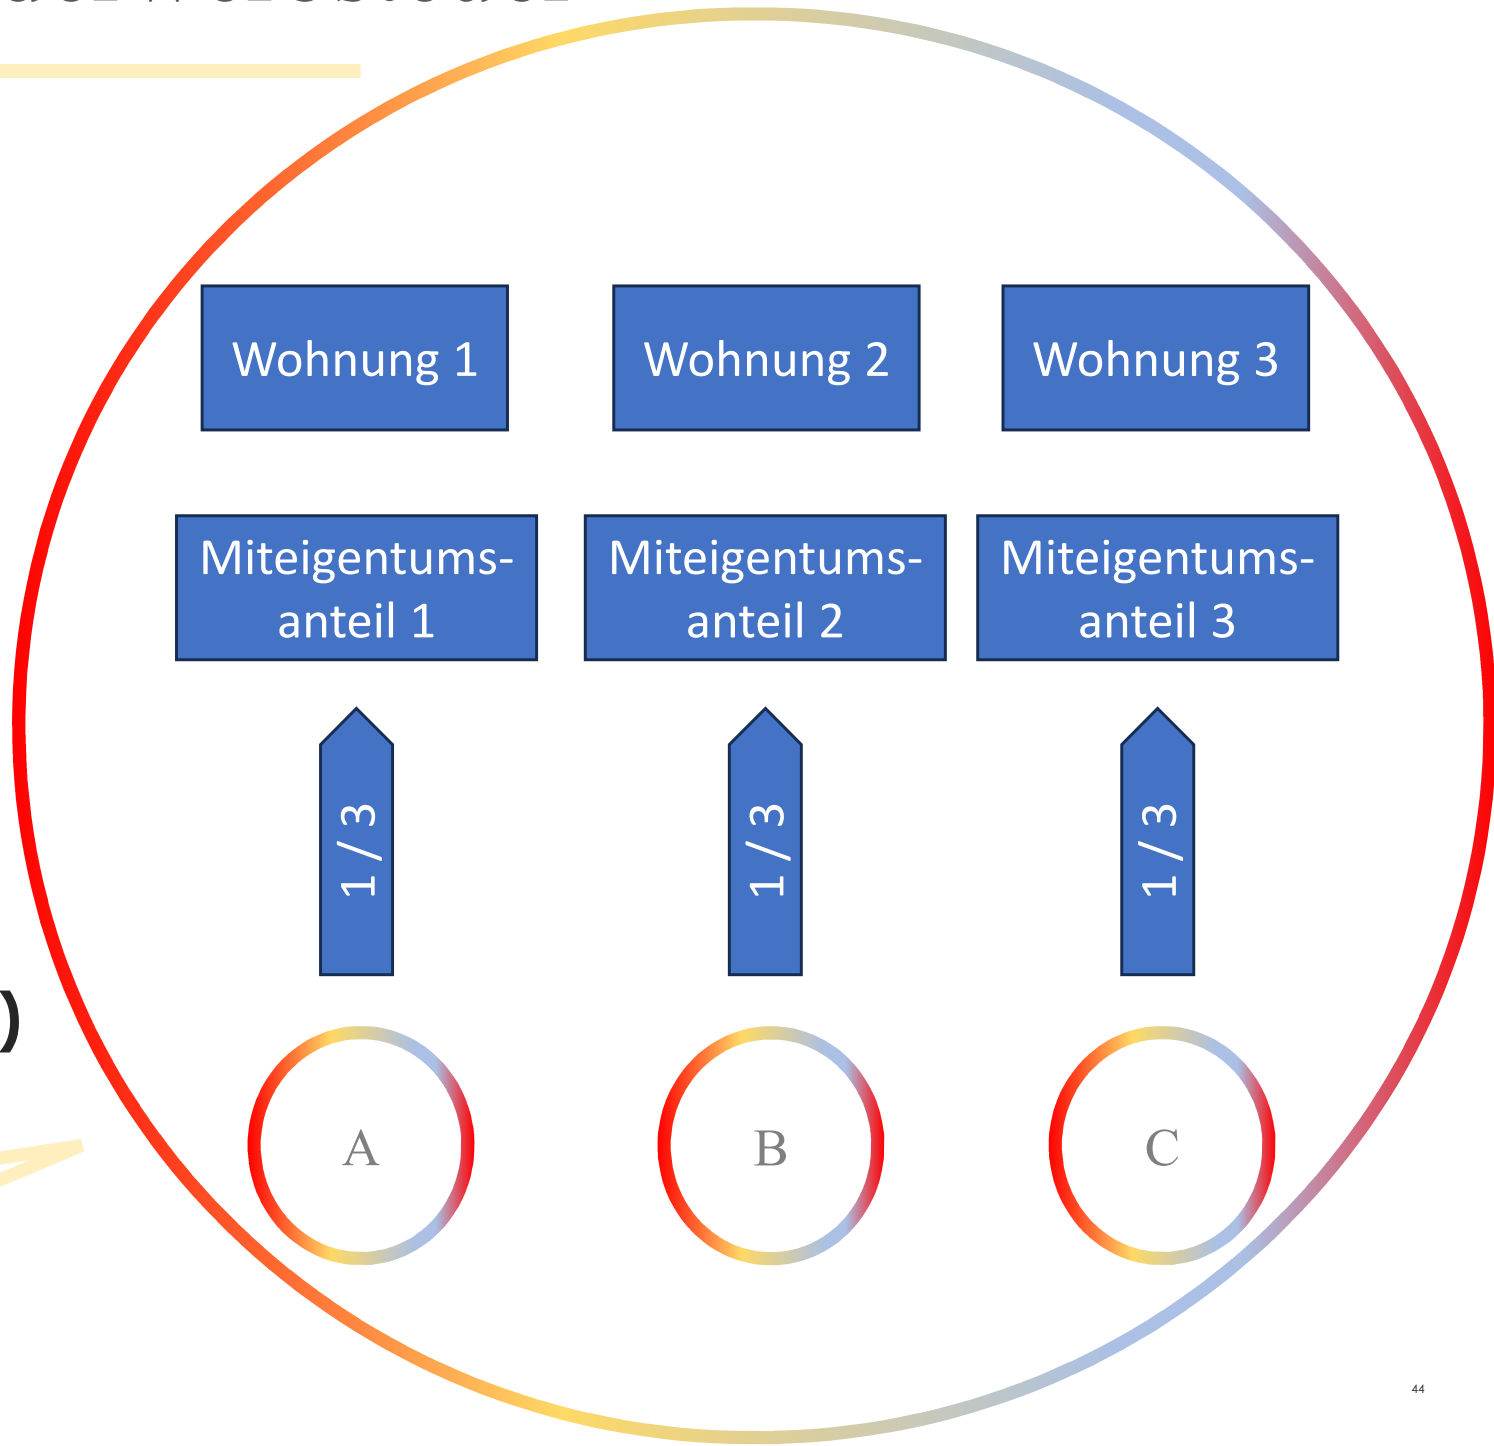 Wohnung 1
Wohnung 2
Wohnung 3
Miteigentums-
anteil 1
Miteigentums-
anteil 2
Miteigentums-
anteil 3
1 / 3
1 / 3
1 / 3
)
A
B
C
44